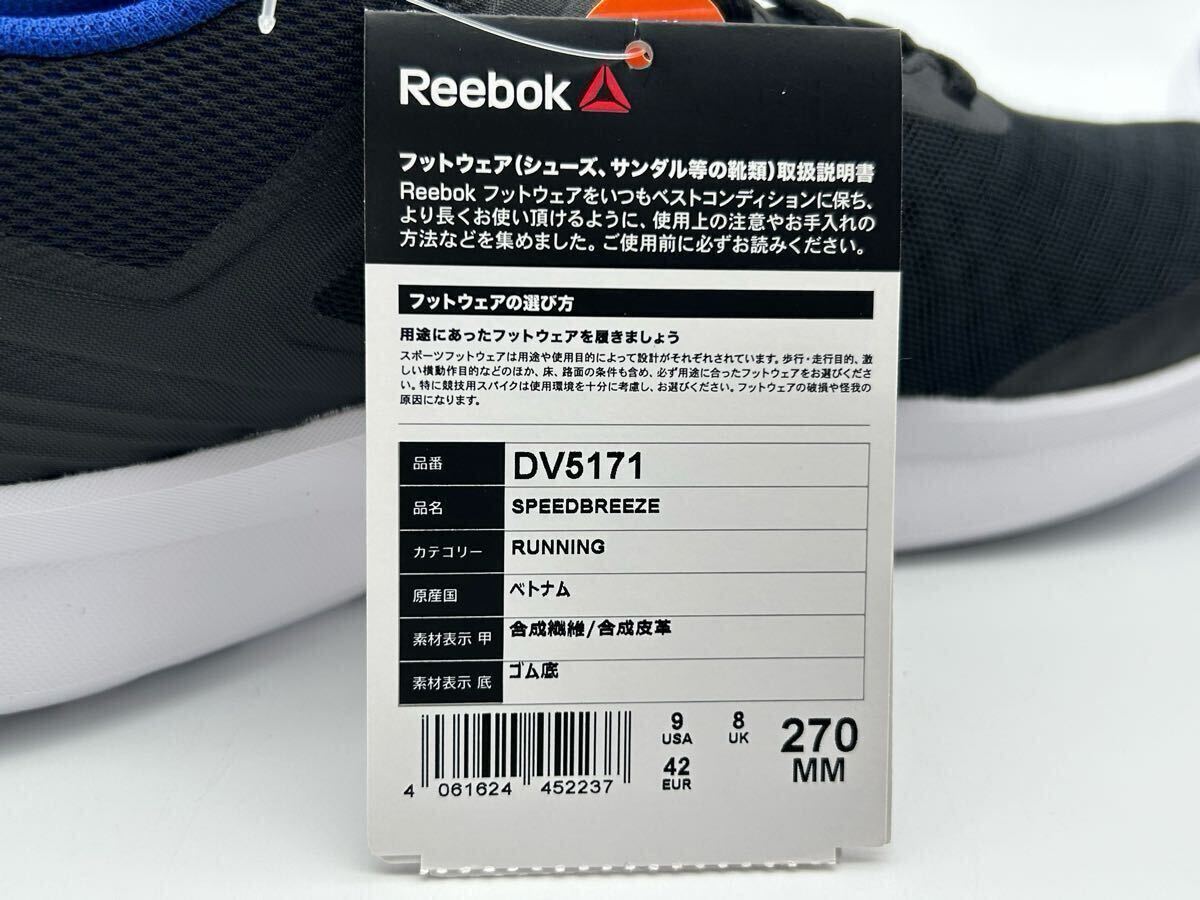 Reebok
フットウェア(シューズ、サンダル等の靴類)取扱説明書
Reebok フットウェアをいつもベストコンディションに保ち、
より長くお使い頂けるように、使用上の注意やお手入れの
方法などを集めました。ご使用前に必ずお読みください。
フットウェアの選び方
用途にあったフットウェアを履きましょう
スポーツフットウェアは用途や使用目的によって設計がそれぞれされています。歩行・走行目的、激
しい横動作目的などのほか、床、路面の条件も含め、必ず用途に合ったフットウェアをお選びくださ
い。特に競技用スパイクは使用環境を十分に考慮し、お選びください。フットウェアの破損や怪我の
原因になります。
品番 DV5171
品名 SPEEDBREEZE
カテゴリー RUNNING
原産国 ベトナム
素材表示 甲 合成繊維/合成皮革
素材表示 底 ゴム底
9 8 270
USA UK MM
42
EUR
4 061624 452237